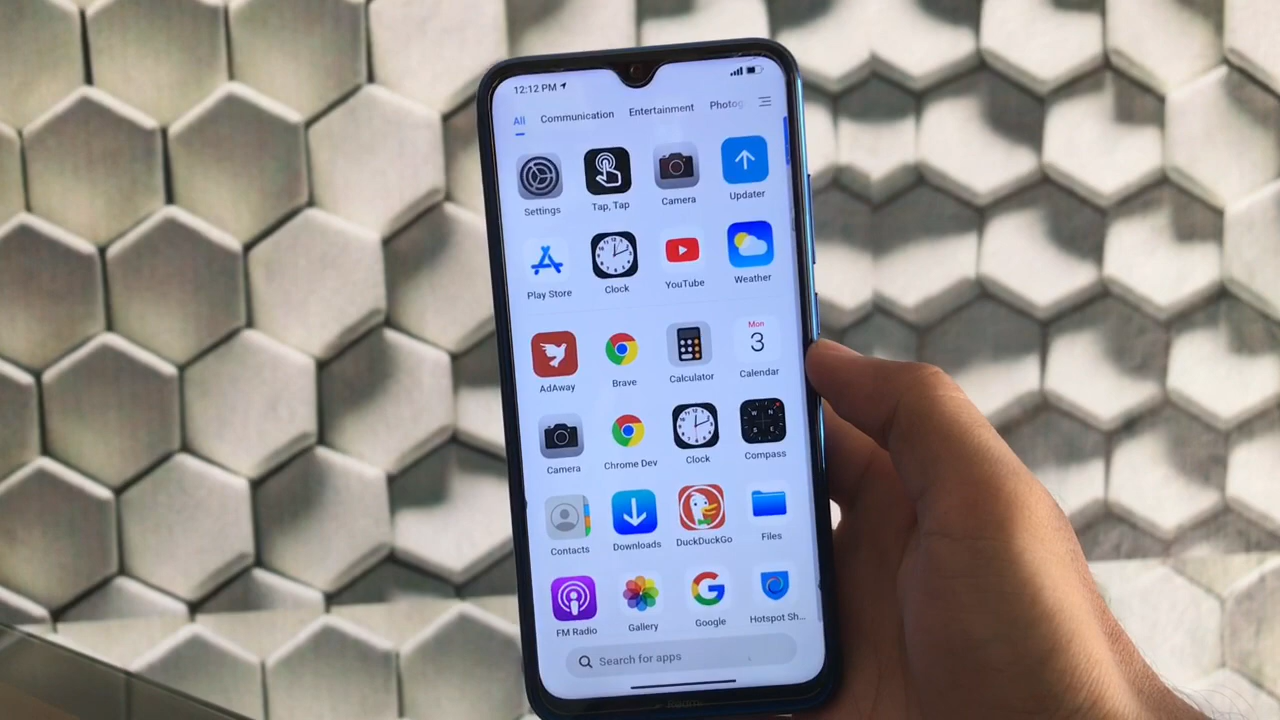 12:12 PM
All Communication Entertainment Photog
Settings Tap, Tap Camera Updater
Play Store Clock YouTube Weather
Mon
3
AdAway Brave Calculator Calendar
W N
S E
Camera Chrome Dev Clock Compass
Contacts Downloads DuckDuckGo Files
FM Radio Gallery Google Hotspot Sh...
Search for apps
Redmi